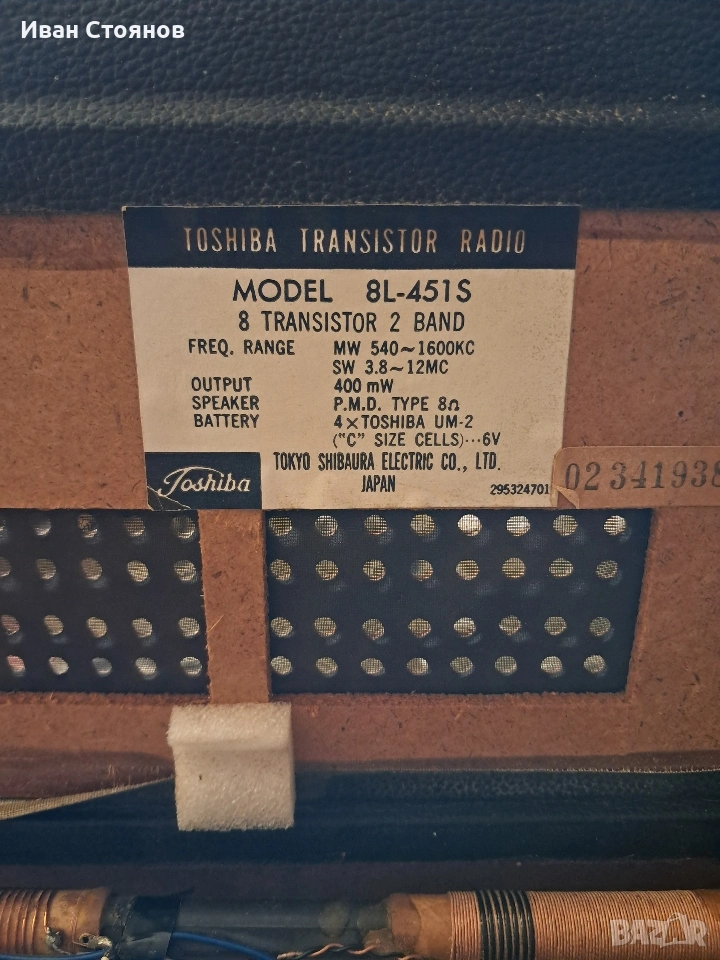 Иван Стоянов
TOSHIBA TRANSISTOR RADIO
MODEL 8L-451S
8 TRANSISTOR 2 BAND
FREQ. RANGE MW 540~1600KC
SW 3.8~12MC
OUTPUT 400 mW
SPEAKER P.M.D. TYPE 8Ω
BATTERY 4×TOSHIBA UM-2
("C" SIZE CELLS)···6V
Toshiba
TOKYO SHIBAURA ELECTRIC CO., LTD.
JAPAN
295324701
02341938
BAZAR